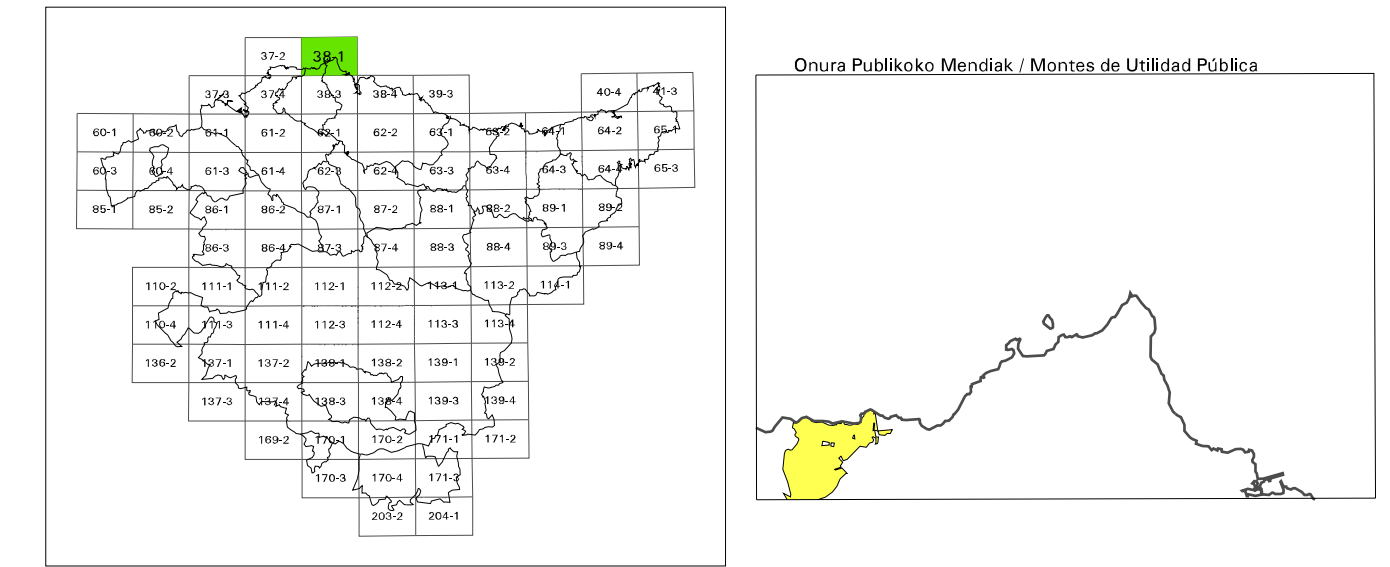 Onura Publikoko Mendiak / Montes de Utilidad Pública
37-2 38-1
37-3 37-4 38-3 38-4 39-3 40-4 41-3
60-1 60-2 61-1 61-2 62-1 62-2 63-1 63-2 64-1 64-2 65-1
60-3 60-4 61-3 61-4 62-3 62-4 63-3 63-4 64-3 64-4 65-3
85-1 85-2 86-1 86-2 87-1 87-2 88-1 88-2 89-1 89-2
86-3 86-4 87-3 87-4 88-3 88-4 89-3 89-4
110-2 111-1 111-2 112-1 112-2 113-1 113-2 114-1
110-4 111-3 111-4 112-3 112-4 113-3 113-4
136-2 137-1 137-2 138-1 138-2 139-1 139-2
137-3 137-4 138-3 138-4 139-3 139-4
169-2 170-1 170-2 171-1 171-2
170-3 170-4 171-3
203-2 204-1